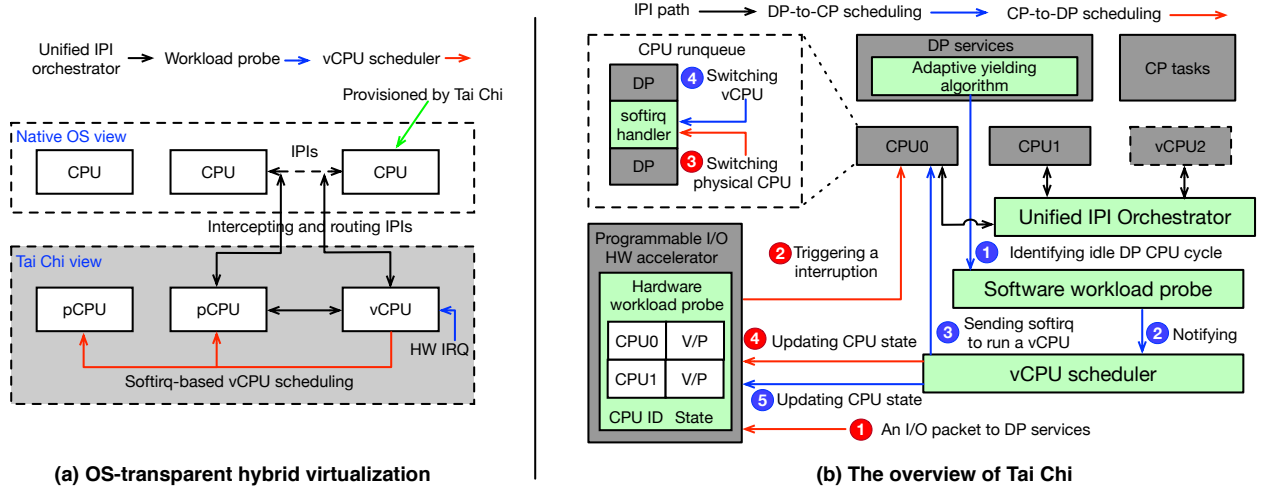 Unified IPI
orchestrator
Workload probe
vCPU scheduler
Provisioned by Tai Chi
Native OS view
CPU
CPU
IPIs
CPU
Intercepting and routing IPIs
Tai Chi view
pCPU
pCPU
vCPU
HW IRQ
Softirq-based vCPU scheduling
(a) OS-transparent hybrid virtualization
IPI path
DP-to-CP scheduling
CP-to-DP scheduling
CPU runqueue
DP
softirq
handler
DP
4 Switching
vCPU
3 Switching
physical CPU
DP services
Adaptive yielding
algorithm
CP tasks
CPU0
CPU1
vCPU2
Unified IPI Orchestrator
1 Identifying idle DP CPU cycle
Software workload probe
2 Notifying
3 Sending softirq
to run a vCPU
vCPU scheduler
Programmable I/O
HW accelerator
Hardware
workload probe
CPU0 V/P
CPU1 V/P
CPU ID State
2 Triggering a
interruption
4 Updating CPU state
5 Updating CPU state
1 An I/O packet to DP services
(b) The overview of Tai Chi